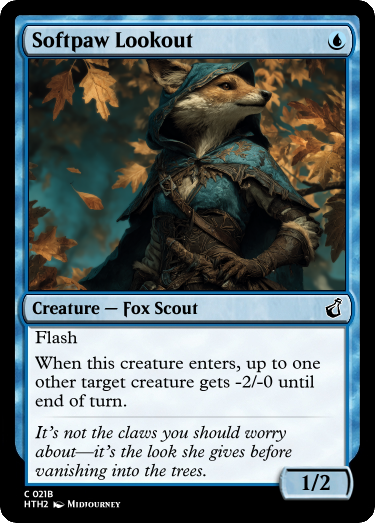 Softpaw Lookout
Creature — Fox Scout
Flash
When this creature enters, up to one
other target creature gets -2/-0 until
end of turn.
It's not the claws you should worry
about—it's the look she gives before
vanishing into the trees.
1/2
C 021B
HTH2 Midjourney